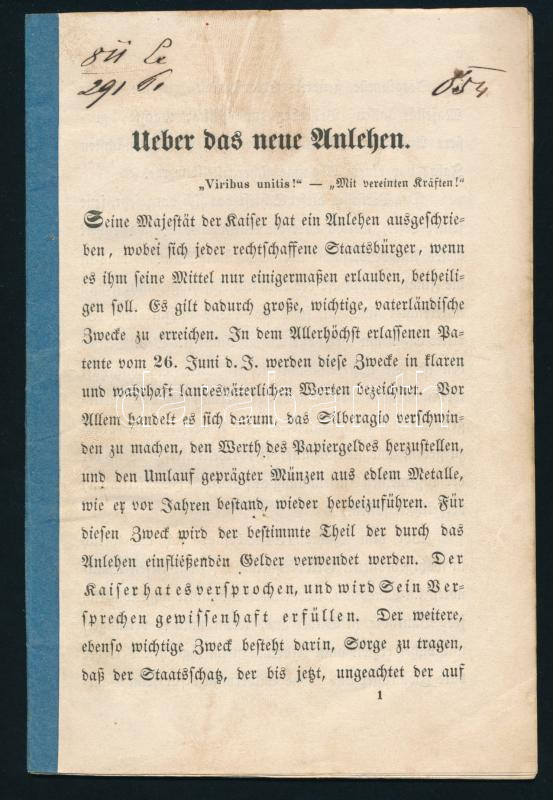 811
291
854
Ueber das neue Anlehen.
„Viribus unitis!“ — „Mit vereinten Kräften!“
Seine Majestät der Kaiser hat ein Anlehen ausgeschrie=
ben, wobei sich jeder rechtschaffene Staatsbürger, wenn
es ihm seine Mittel nur einigermaßen erlauben, betheili=
gen soll. Es gilt dadurch große, wichtige, vaterländische
Zwecke zu erreichen. In dem Allerhöchst erlassenen Pa=
tente vom 26. Juni d. J. werden diese Zwecke in klaren
und wahrhaft landesväterlichen Worten bezeichnet. Vor
Allem handelt es sich darum, das Silberagio verschwin=
den zu machen, den Werth des Papiergeldes herzustellen,
und den Umlauf geprägter Münzen aus edlem Metalle,
wie er vor Jahren bestand, wieder herbeizuführen. Für
diesen Zweck wird der bestimmte Theil der durch das
Anlehen einfließenden Gelder verwendet werden. Der
Kaiser hat es versprochen, und wird Sein Ver=
sprechen gewissenhaft erfüllen. Der weitere,
ebenso wichtige Zweck besteht darin, Sorge zu tragen,
daß der Staatsschatz, der bis jetzt, ungeachtet der auf
1